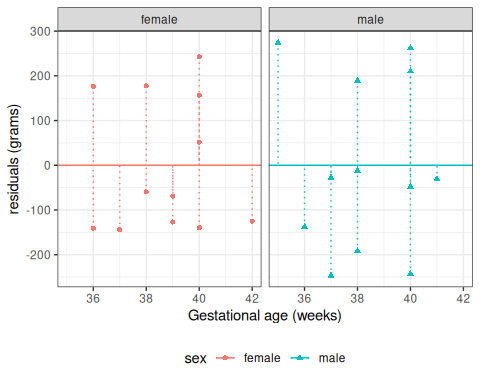 female male
300
200
100
0
-100
-200
residuals (grams)
36 38 40 42 36 38 40 42
Gestational age (weeks)
sex female male